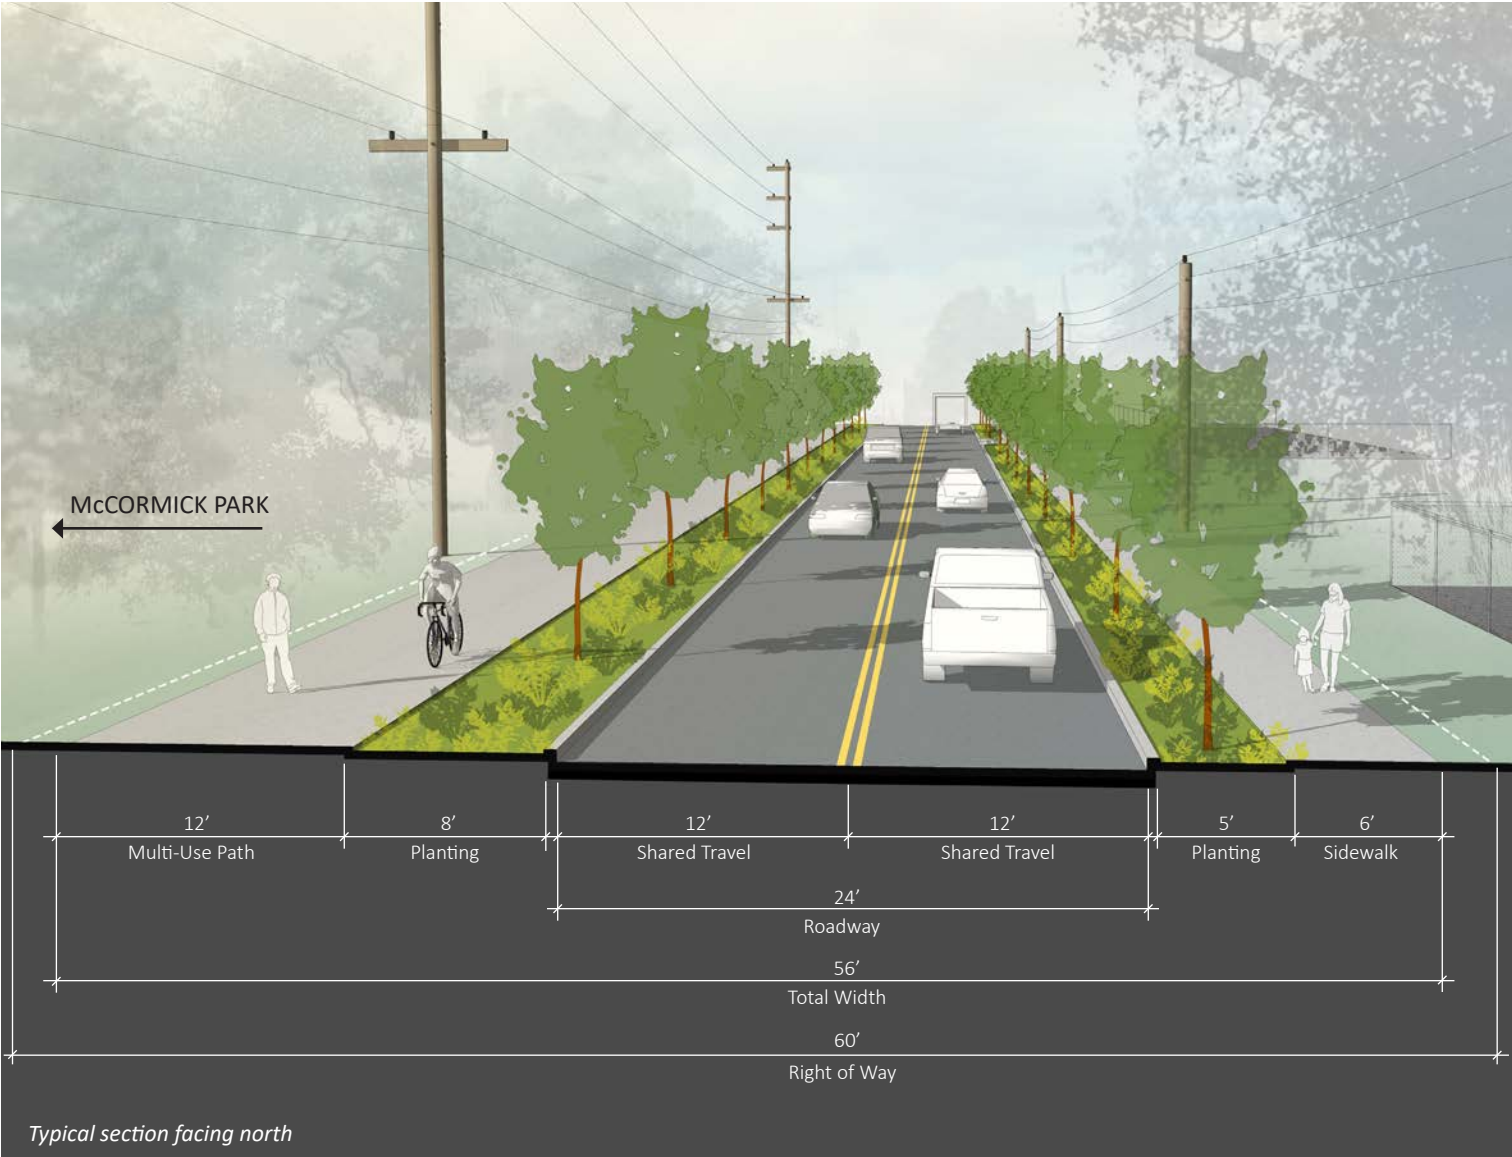 McCORMICK PARK
12’ 8’ 12’ 12’ 5’ 6’
Multi-Use Path Planting Shared Travel Shared Travel Planting Sidewalk
24’
Roadway
56’
Total Width
60’
Right of Way
Typical section facing north